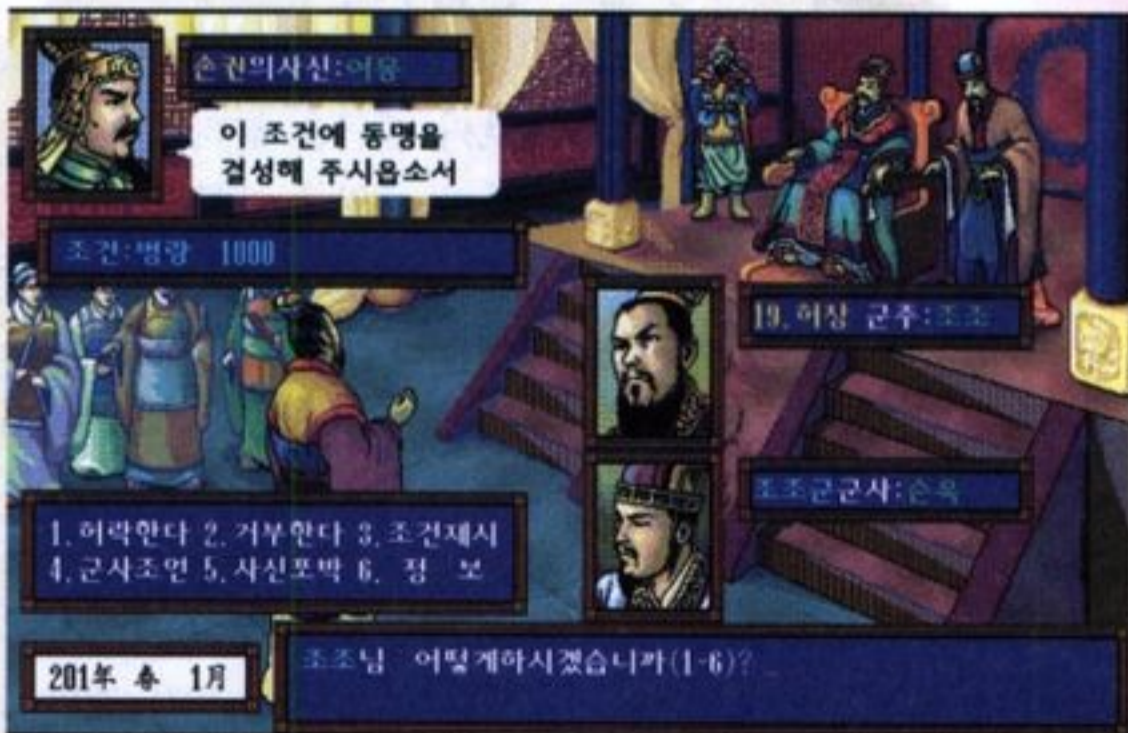 손권의사신:여몽
이 조건에 동맹을
결성해 주시옵소서
조건:병량 1000
19.허창 군주:조조
조조군군사:순욱
1.허락한다 2.거부한다 3.조건제시
4.군사조언 5.사신포박 6. 정 보
201年 春 1月
조조님 어떻게하시겠습니까(1-6)?